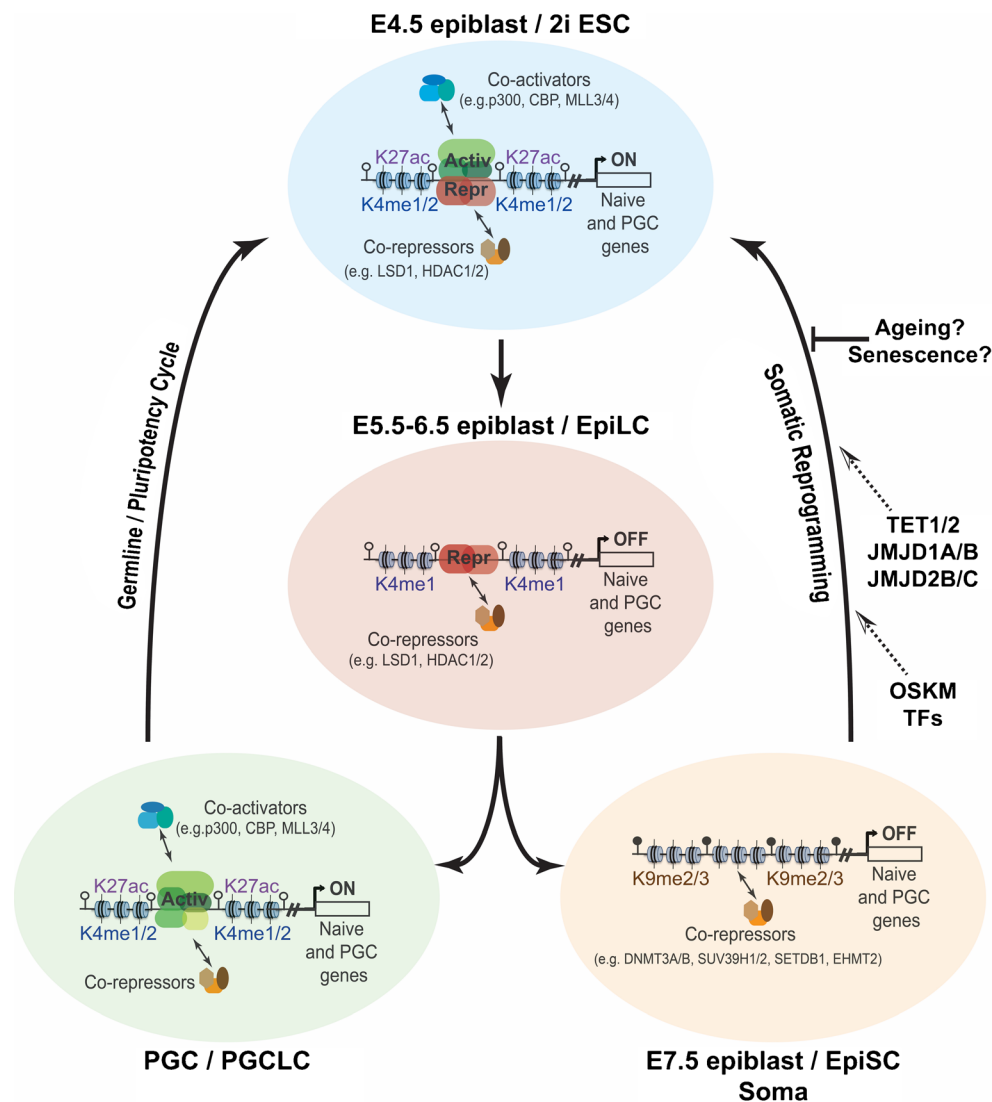 E4.5 epiblast / 2i ESC
Co-activators
(e.g.p300, CBP, MLL3/4)
K27ac
Activ
K27ac
ON
Repr
K4me1/2
K4me1/2
Naive
and PGC
genes
Co-repressors
(e.g. LSD1, HDAC1/2)
Germline / Pluripotency Cycle
Somatic Reprogramming
Ageing?
Senescence?
E5.5-6.5 epiblast / EpiLC
OFF
Repr
K4me1
K4me1
Naive
and PGC
genes
Co-repressors
(e.g. LSD1, HDAC1/2)
TET1/2
JMJD1A/B
JMJD2B/C
OSKM
TFs
Co-activators
(e.g.p300, CBP, MLL3/4)
K27ac
Activ
K27ac
ON
K4me1/2
K4me1/2
Naive
and PGC
genes
Co-repressors
PGC / PGCLC
OFF
K9me2/3
K9me2/3
Naive
and PGC
genes
Co-repressors
(e.g. DNMT3A/B, SUV39H1/2, SETDB1, EHMT2)
E7.5 epiblast / EpiSC
Soma